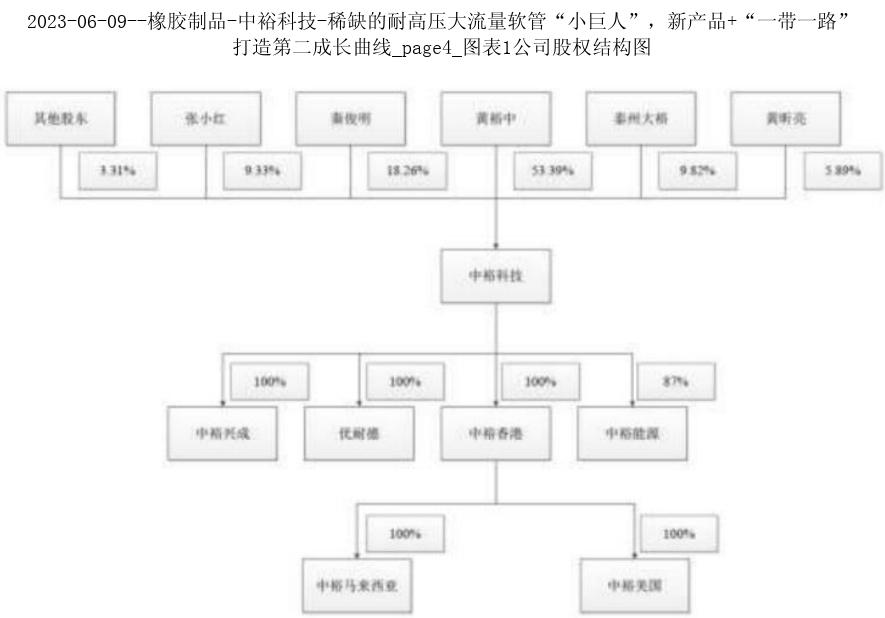 2023-06-09--橡胶制品-中裕科技-稀缺的耐高压大流量软管“小巨人”，新产品+“一带一路”
打造第二成长曲线_page4_图表1公司股权结构图
其他股东
张小红
秦俊明
黄裕中
泰州大裕
黄昕亮
3.31%
9.33%
18.26%
53.39%
9.82%
5.89%
中裕科技
100%
100%
100%
87%
中裕兴成
优耐德
中裕香港
中裕能源
100%
100%
中裕马来西亚
中裕美国